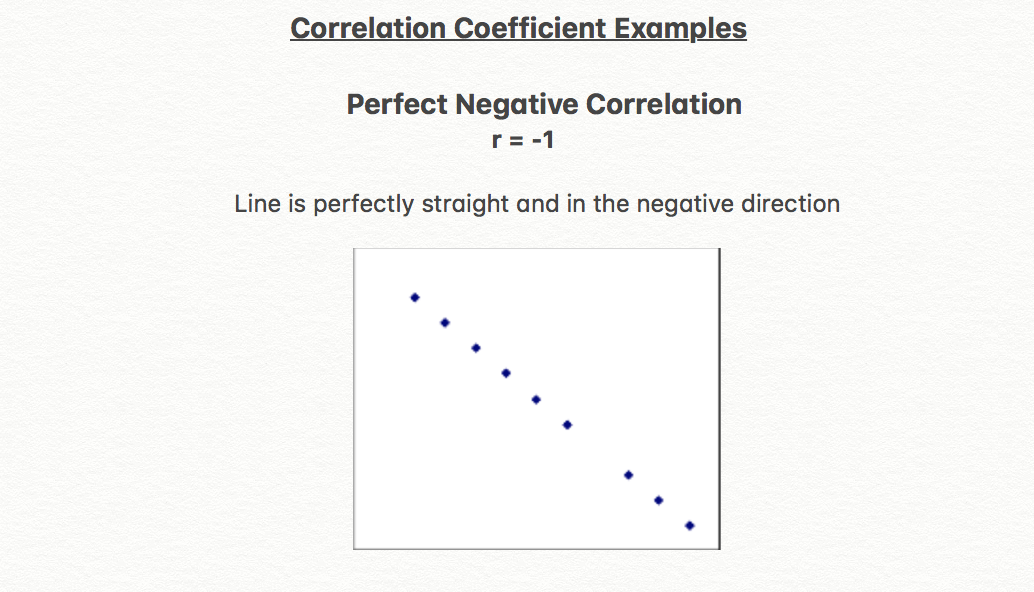 Correlation Coefficient Examples
Perfect Negative Correlation
r = -1
Line is perfectly straight and in the negative direction